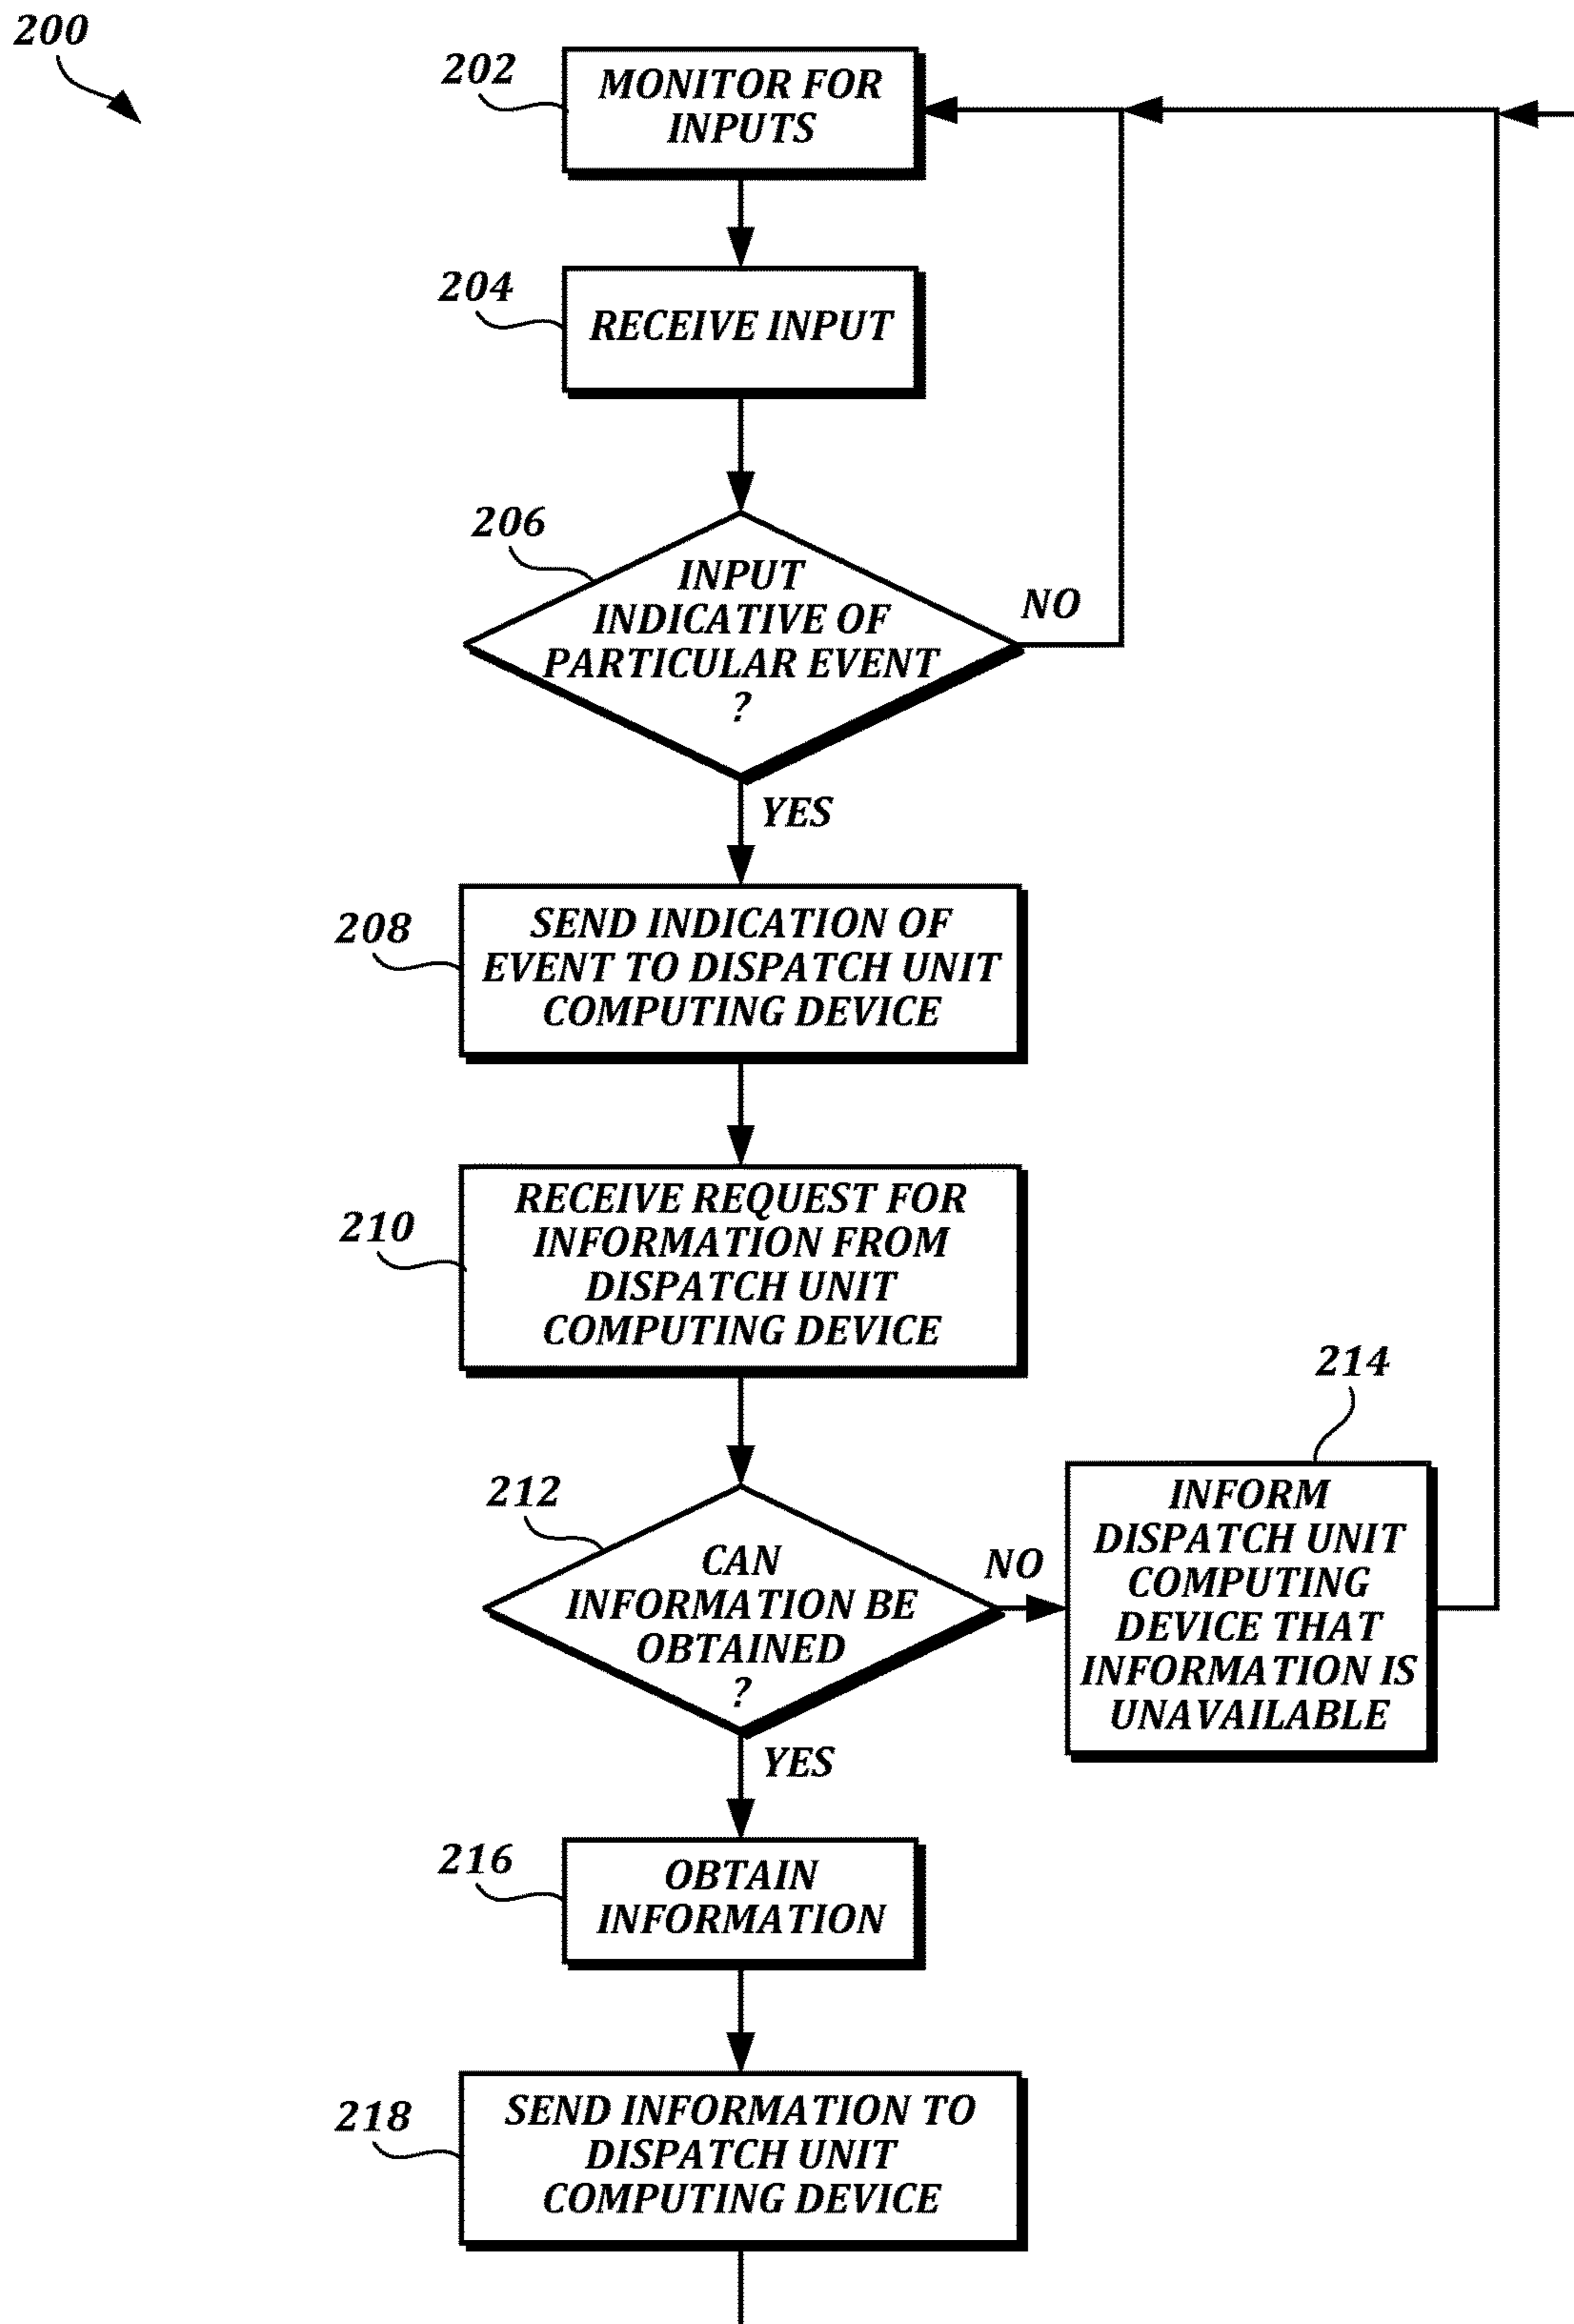 200
202
MONITOR FOR
INPUTS
204
RECEIVE INPUT
206
INPUT
INDICATIVE OF
PARTICULAR EVENT
?
NO
YES
208
SEND INDICATION OF
EVENT TO DISPATCH UNIT
COMPUTING DEVICE
210
RECEIVE REQUEST FOR
INFORMATION FROM
DISPATCH UNIT
COMPUTING DEVICE
212
CAN
INFORMATION BE
OBTAINED
?
NO
214
INFORM
DISPATCH UNIT
COMPUTING
DEVICE THAT
INFORMATION IS
UNAVAILABLE
YES
216
OBTAIN
INFORMATION
218
SEND INFORMATION TO
DISPATCH UNIT
COMPUTING DEVICE